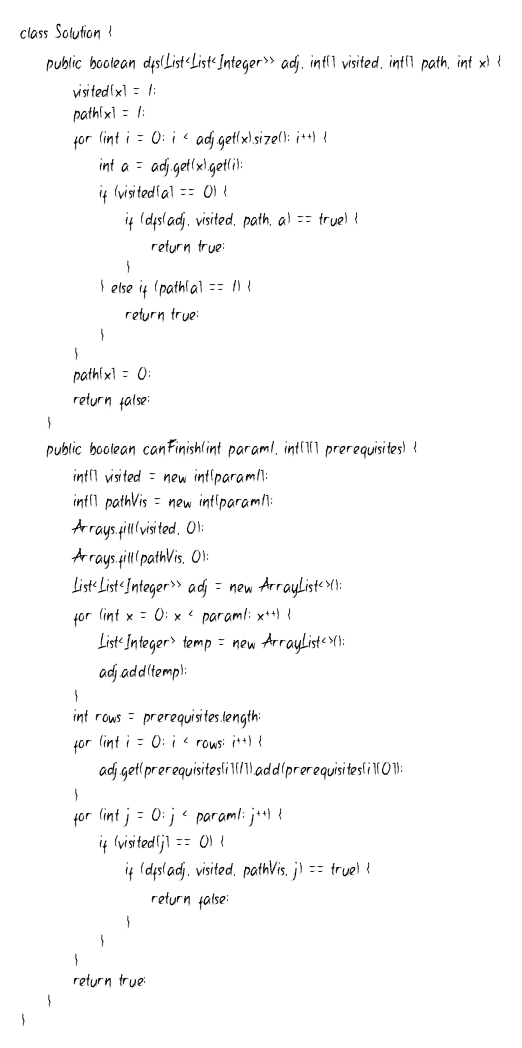 class Solution {
    public boolean dfs(List<List<Integer>> adj, int[] visited, int[] path, int x) {
        visited[x] = 1;
        path[x] = 1;
        for (int i = 0; i < adj.get(x).size(); i++) {
            int a = adj.get(x).get(i);
            if (visited[a] == 0) {
                if (dfs(adj, visited, path, a) == true) {
                    return true;
                }
            } else if (path[a] == 1) {
                return true;
            }
        }
        path[x] = 0;
        return false;
    }
    public boolean canFinish(int param1, int[][] prerequisites) {
        int[] visited = new int[param1];
        int[] pathVis = new int[param1];
        Arrays.fill(visited, 0);
        Arrays.fill(pathVis, 0);
        List<List<Integer>> adj = new ArrayList<>();
        for (int x = 0; x < param1; x++) {
            List<Integer> temp = new ArrayList<>();
            adj.add(temp);
        }
        int rows = prerequisites.length;
        for (int i = 0; i < rows; i++) {
            adj.get(prerequisites[i][1]).add(prerequisites[i][0]);
        }
        for (int j = 0; j < param1; j++) {
            if (visited[j] == 0) {
                if (dfs(adj, visited, pathVis, j) == true) {
                    return false;
                }
            }
        }
        return true;
    }
}